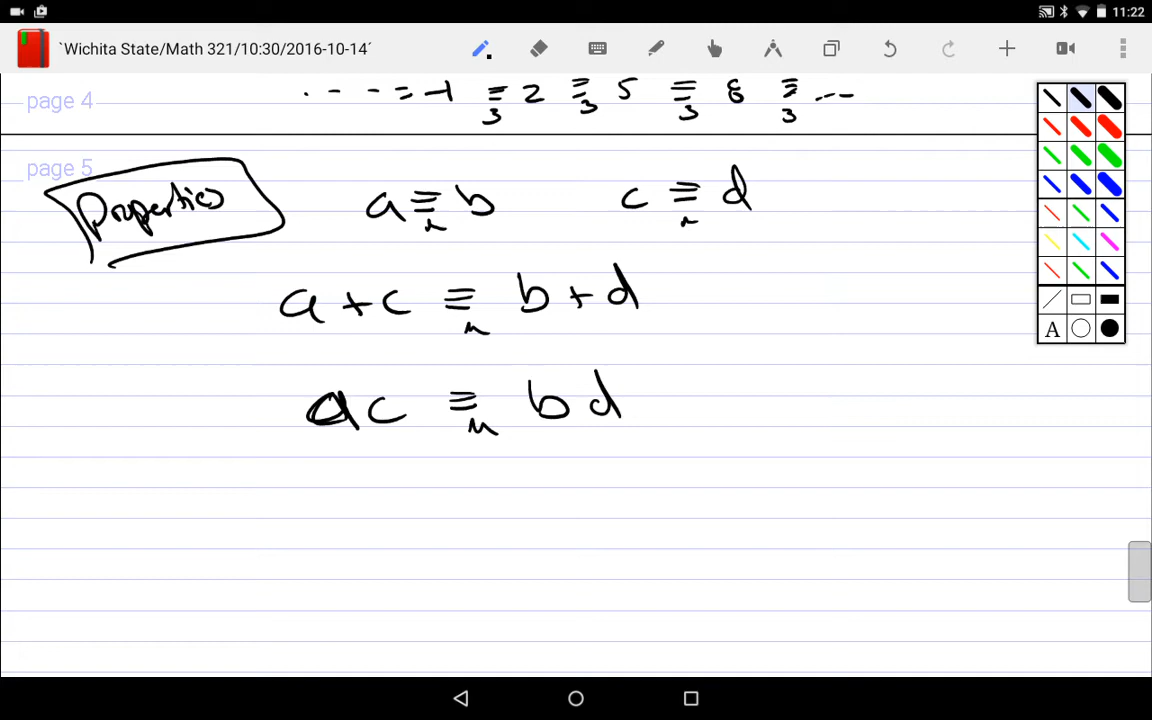 11:22
`Wichita State/Math 321/10:30/2016-10-14´
page 4
... ≡ -1 ≡₃ 2 ≡₃ 5 ≡₃ 8 ≡₃ ...
page 5
Properties a ≡ₙ b c ≡ₙ d
a + c ≡ₙ b + d
ac ≡ₙ bd
A